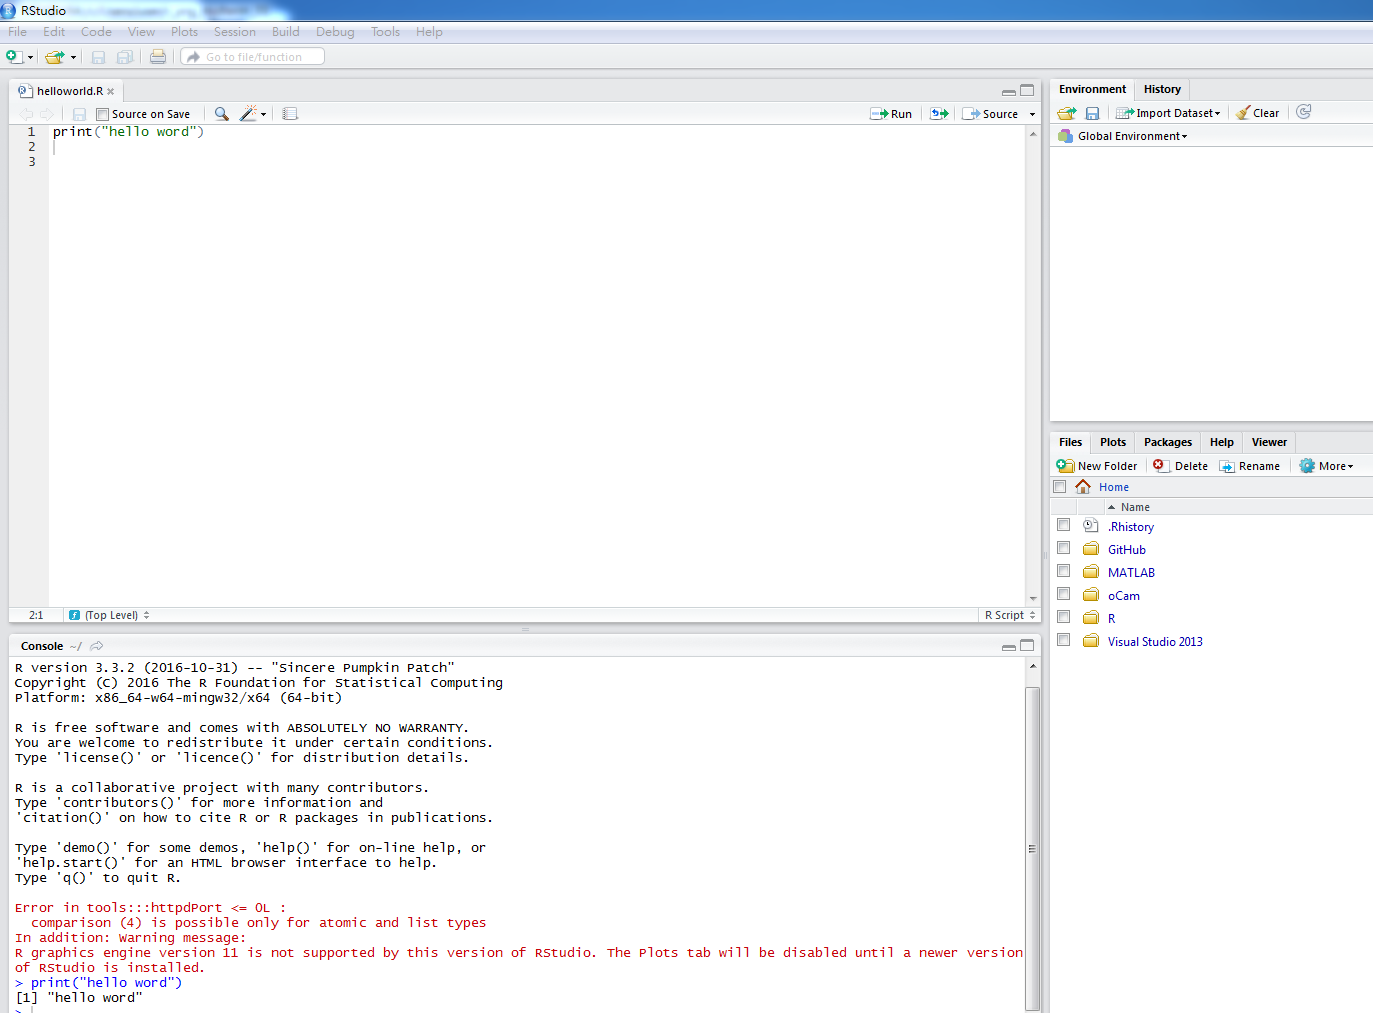 RStudio
File Edit Code View Plots Session Build Debug Tools Help
Go to file/function
helloworld.R
Source on Save Run Source
1 print("hello word")
2
3
2:1 (Top Level) R Script
Console ~/
R version 3.3.2 (2016-10-31) -- "Sincere Pumpkin Patch"
Copyright (C) 2016 The R Foundation for Statistical Computing
Platform: x86_64-w64-mingw32/x64 (64-bit)
R is free software and comes with ABSOLUTELY NO WARRANTY.
You are welcome to redistribute it under certain conditions.
Type 'license()' or 'licence()' for distribution details.
R is a collaborative project with many contributors.
Type 'contributors()' for more information and
'citation()' on how to cite R or R packages in publications.
Type 'demo()' for some demos, 'help()' for on-line help, or
'help.start()' for an HTML browser interface to help.
Type 'q()' to quit R.
Error in tools:::httpdPort <= 0L :
comparison (4) is possible only for atomic and list types
In addition: Warning message:
R graphics engine version 11 is not supported by this version of RStudio. The Plots tab will be disabled until a newer version
of RStudio is installed.
> print("hello word")
[1] "hello word"
>
Environment History
Import Dataset Clear
Global Environment
Files Plots Packages Help Viewer
New Folder Delete Rename More
Home
Name
.Rhistory
GitHub
MATLAB
oCam
R
Visual Studio 2013